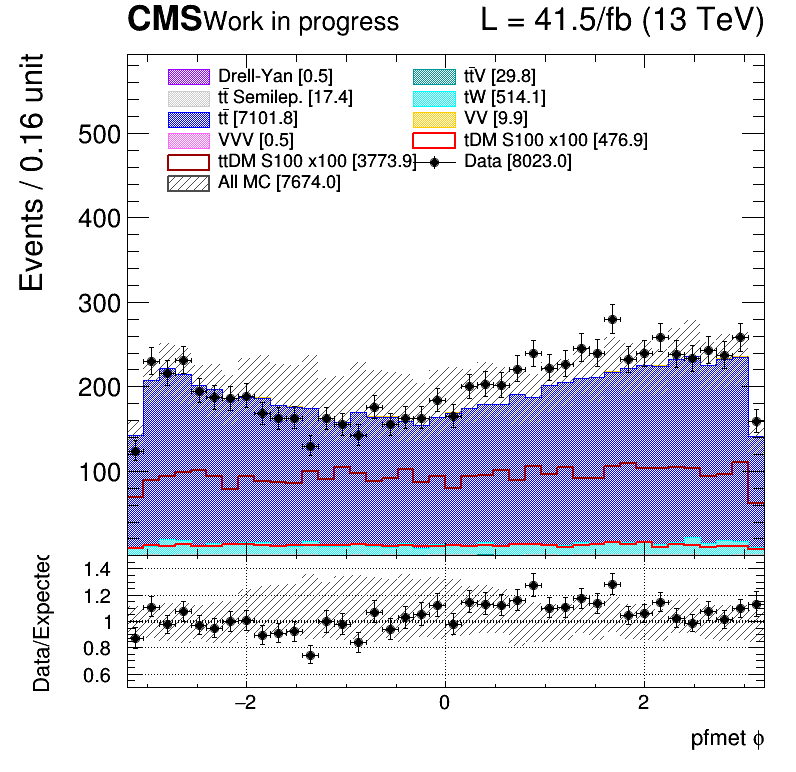 CMS Work in progress L = 41.5/fb (13 TeV)
Events / 0.16 unit
Drell-Yan [0.5] tt̄V [29.8]
tt̄ Semilep. [17.4] tW [514.1]
tt̄ [7101.8] VV [9.9]
VVV [0.5] tDM S100 x100 [476.9]
ttDM S100 x100 [3773.9] Data [8023.0]
All MC [7674.0]
500
400
300
200
100
Data/Expected
1.4
1.2
1
0.8
0.6
−2 0 2
pfmet ϕ